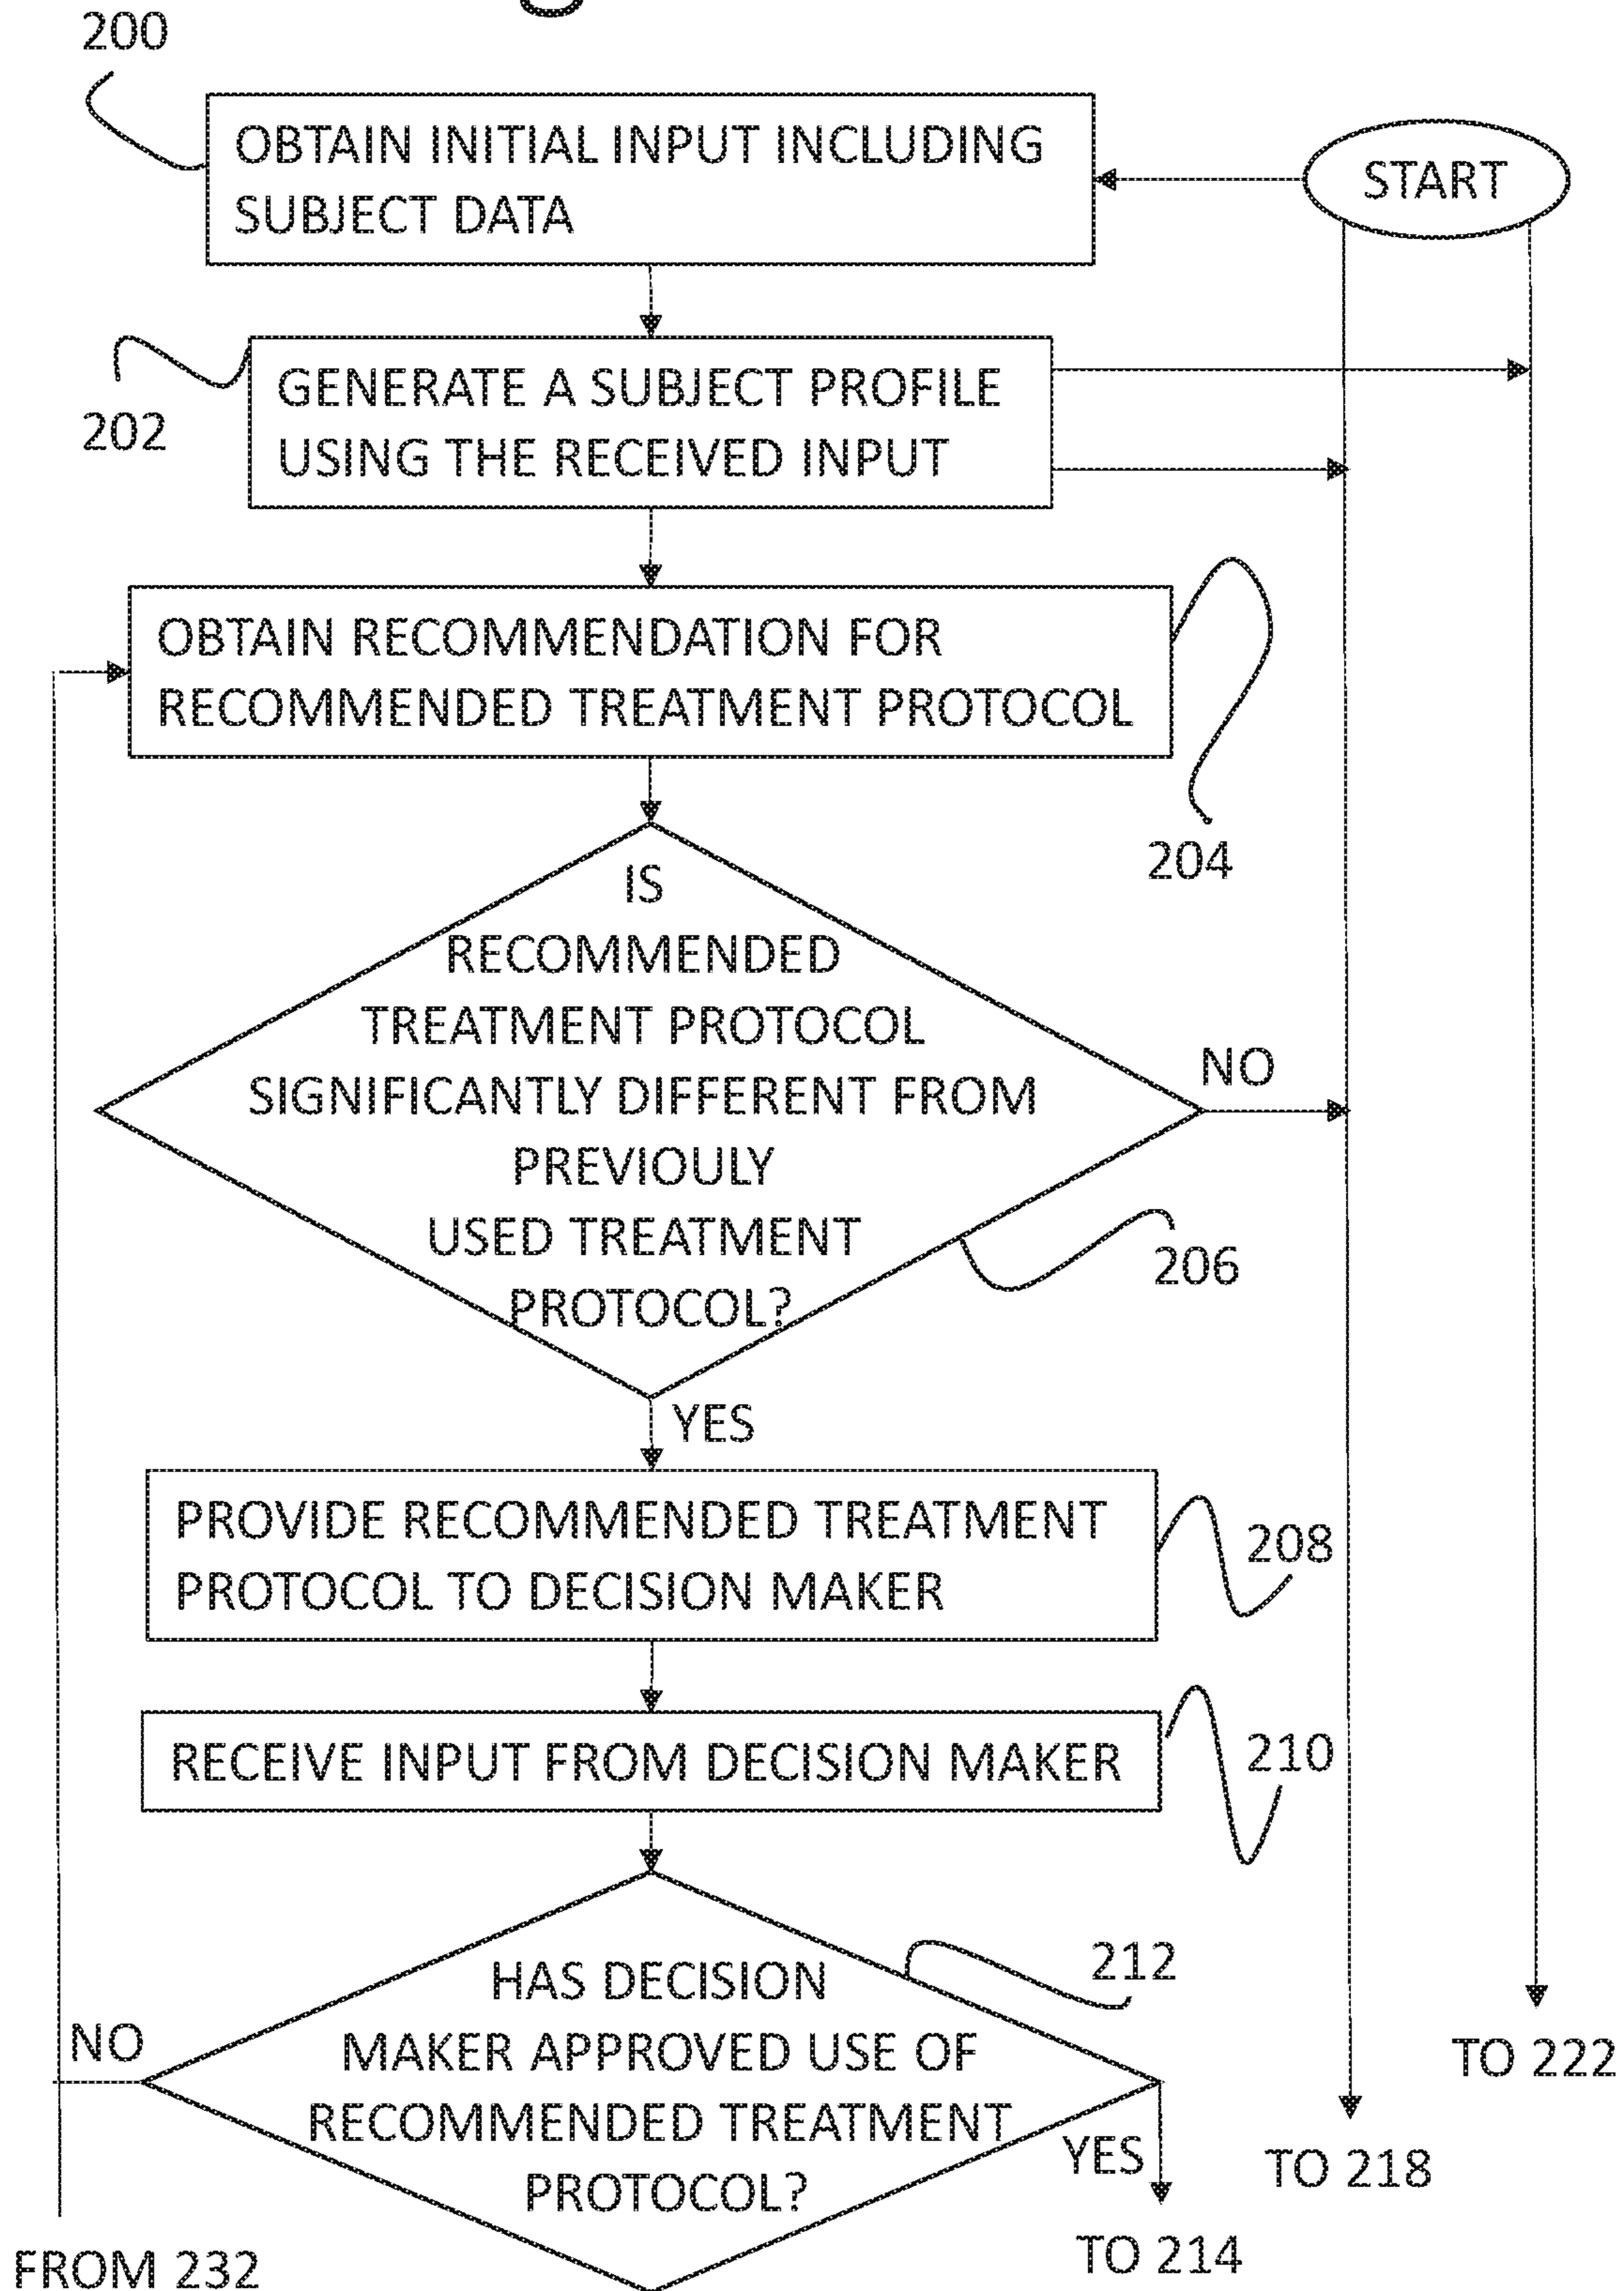 200
OBTAIN INITIAL INPUT INCLUDING
SUBJECT DATA
START
202
GENERATE A SUBJECT PROFILE
USING THE RECEIVED INPUT
OBTAIN RECOMMENDATION FOR
RECOMMENDED TREATMENT PROTOCOL
204
IS
RECOMMENDED
TREATMENT PROTOCOL
SIGNIFICANTLY DIFFERENT FROM
PREVIOULY
USED TREATMENT
PROTOCOL?
NO
206
YES
PROVIDE RECOMMENDED TREATMENT
PROTOCOL TO DECISION MAKER
208
RECEIVE INPUT FROM DECISION MAKER
210
212
HAS DECISION
MAKER APPROVED USE OF
RECOMMENDED TREATMENT
PROTOCOL?
NO
YES
TO 222
TO 218
TO 214
FROM 232